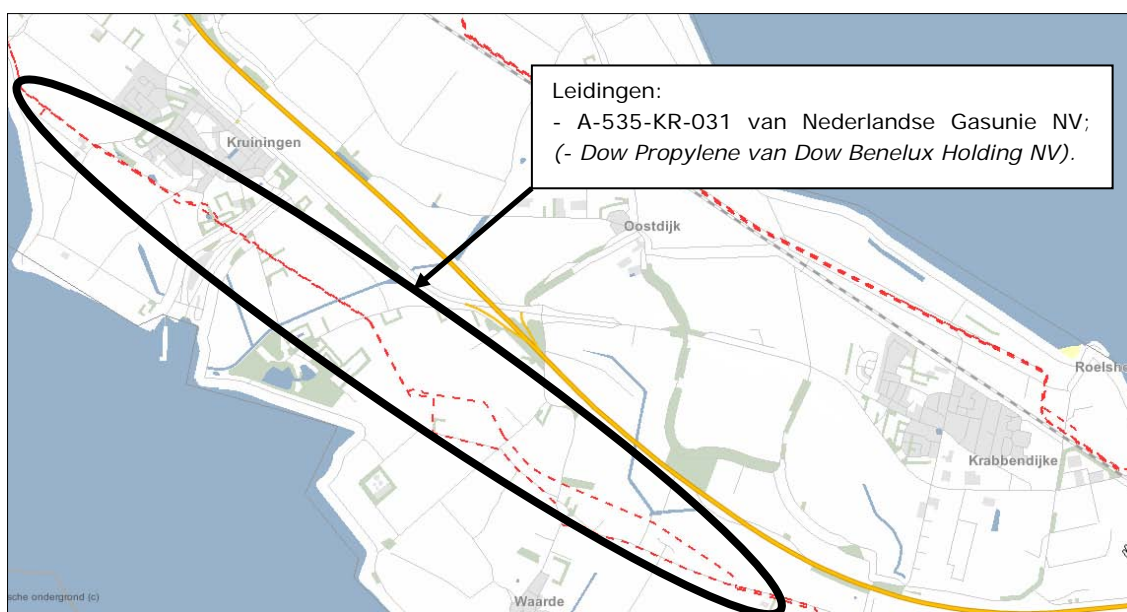 Leidingen:
- A-535-KR-031 van Nederlandse Gasunie NV;
(- Dow Propylene van Dow Benelux Holding NV).
Kruiningen
Oostdijk
Roelshe
Krabbendijke
Waarde
sche ondergrond (c)